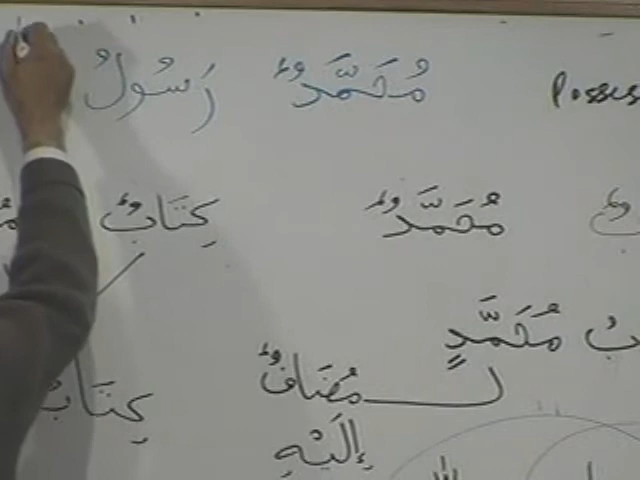 Posses
مُحَمَّدٌ رَسُولُ
مُحَمَّدٌ كِتَابٌ
بُ مُحَمَّدٍ
مُضَافٌ
إِلَيْهِ
كِتَابُ